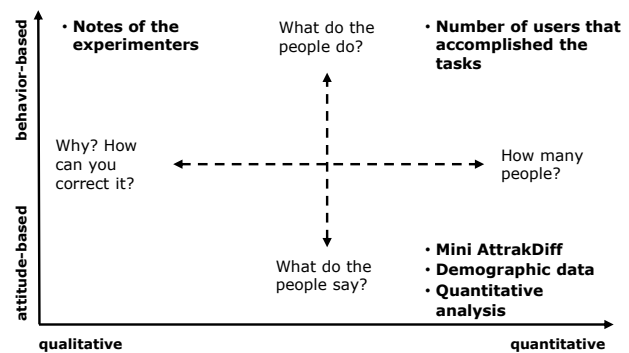 • Notes of the
experimenters
What do the
people do?
• Number of users that
accomplished the
tasks
behavior-based
Why? How
can you
correct it?
How many
people?
attitude-based
What do the
people say?
• Mini AttrakDiff
• Demographic data
• Quantitative
analysis
qualitative
quantitative